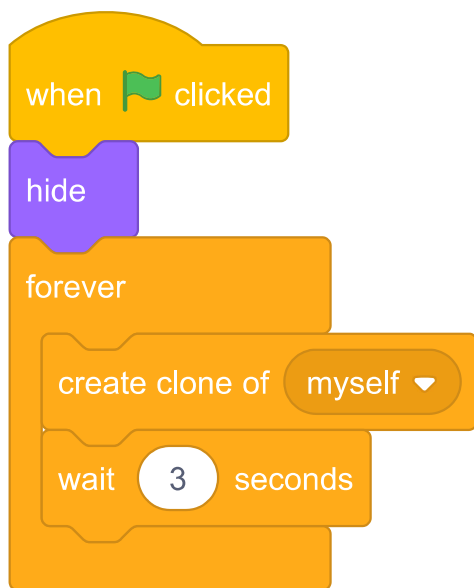 when clicked
hide
forever
create clone of myself
wait 3 seconds